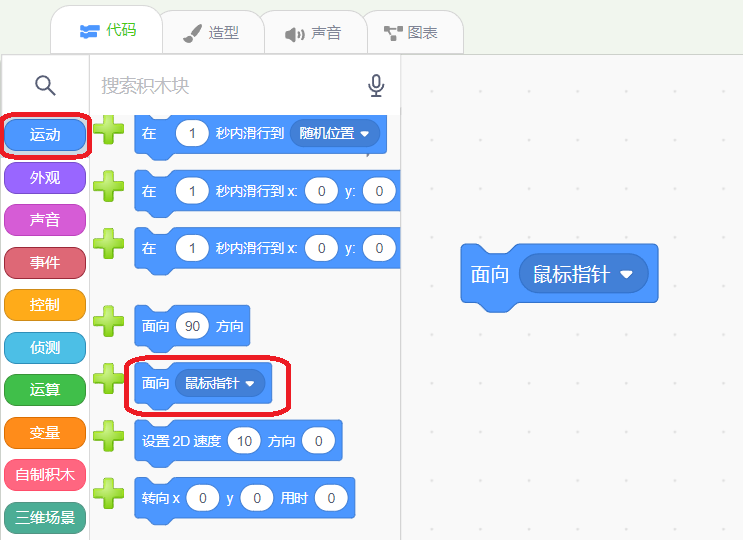 代码
造型
声音
图表
搜索积木块
运动
外观
声音
事件
控制
侦测
运算
变量
自制积木
三维场景
在 1 秒内滑行到 随机位置
在 1 秒内滑行到 x: 0 y: 0
在 1 秒内滑行到 x: 0 y: 0
面向 90 方向
面向 鼠标指针
设置 2D 速度 10 方向 0
转向 x 0 y 0 用时 0
面向 鼠标指针